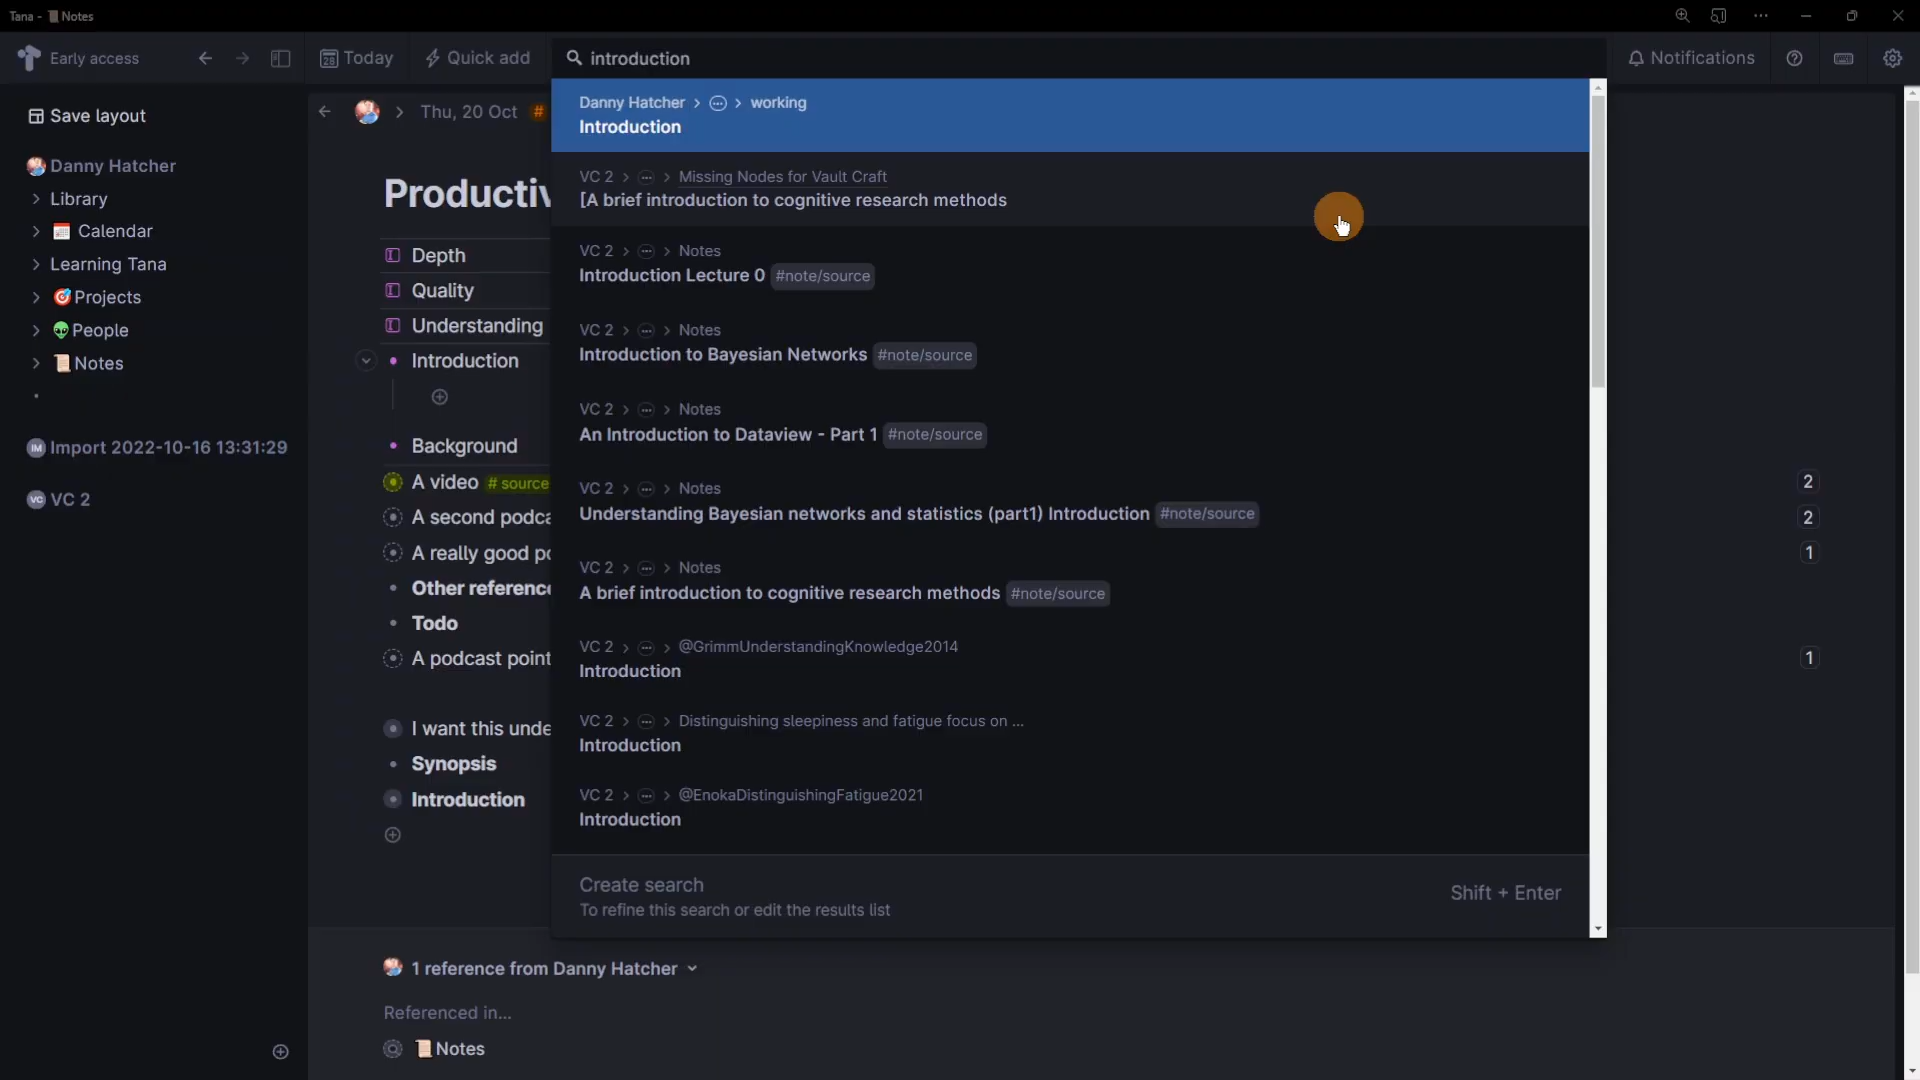 Tana - 📜 Notes
Early access
28 Today
Quick add
introduction
Notifications
Save layout
Danny Hatcher
Library
📅 Calendar
Learning Tana
🎯Projects
👽People
📜Notes
IM Import 2022-10-16 13:31:29
VC VC 2
Thu, 20 Oct #
Depth
Quality
Understanding
Introduction
Background
A video # source
2
A second
2
A really good
1
Other
Todo
A podcast point
1
I want this
Synopsis
Introduction
Danny Hatcher > ... > working
Introduction
VC 2 > ... > Missing Nodes for Vault Craft
[A brief introduction to cognitive research methods
VC 2 > ... > Notes
Introduction Lecture 0 #note/source
VC 2 > ... > Notes
Introduction to Bayesian Networks #note/source
VC 2 > ... > Notes
An Introduction to Dataview - Part 1 #note/source
VC 2 > ... > Notes
Understanding Bayesian networks and statistics (part1) Introduction #note/source
VC 2 > ... > Notes
A brief introduction to cognitive research methods #note/source
VC 2 > ... > @GrimmUnderstandingKnowledge2014
Introduction
VC 2 > ... > Distinguishing sleepiness and fatigue focus on ...
Introduction
VC 2 > ... > @EnokaDistinguishingFatigue2021
Introduction
Create search
Shift + Enter
To refine this search or edit the results list
1 reference from Danny Hatcher
Referenced in...
📜Notes